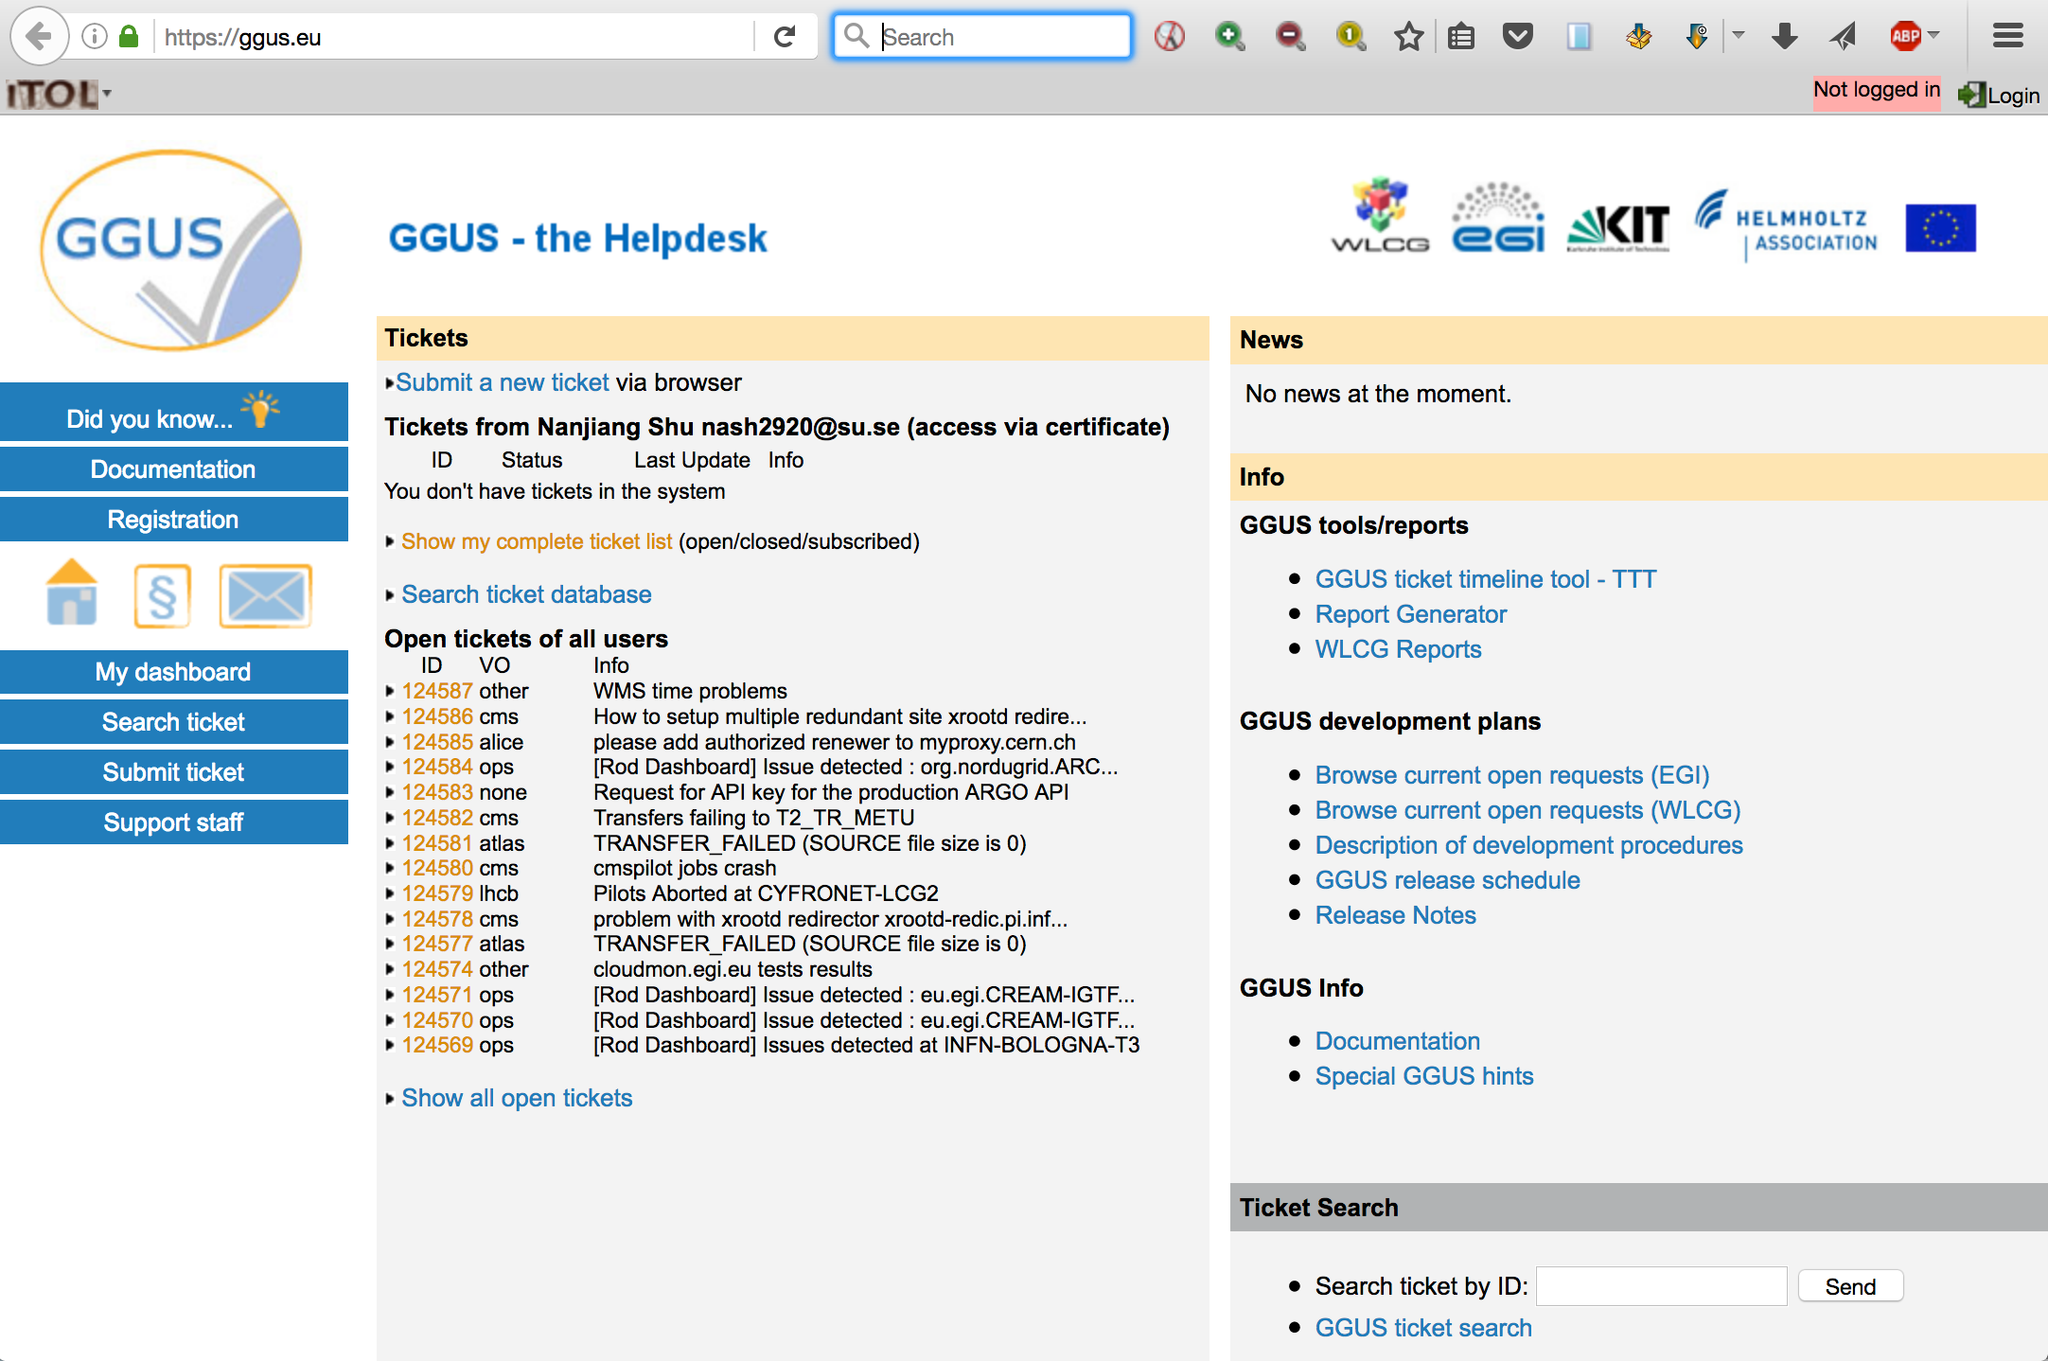 https://ggus.eu
Search
1
ABP
iTOL
Not logged in
Login
GGUS
GGUS - the Helpdesk
WLCG
egi
KIT
Karlsruhe Institute of Technology
HELMHOLTZ
ASSOCIATION
Did you know...
Documentation
Registration
§
My dashboard
Search ticket
Submit ticket
Support staff
Tickets
Submit a new ticket via browser
Tickets from Nanjiang Shu nash2920@su.se (access via certificate)
ID Status Last Update Info
You don't have tickets in the system
Show my complete ticket list (open/closed/subscribed)
Search ticket database
Open tickets of all users
ID VO Info
124587 other WMS time problems
124586 cms How to setup multiple redundant site xrootd redire...
124585 alice please add authorized renewer to myproxy.cern.ch
124584 ops [Rod Dashboard] Issue detected : org.nordugrid.ARC...
124583 none Request for API key for the production ARGO API
124582 cms Transfers failing to T2_TR_METU
124581 atlas TRANSFER_FAILED (SOURCE file size is 0)
124580 cms cmspilot jobs crash
124579 lhcb Pilots Aborted at CYFRONET-LCG2
124578 cms problem with xrootd redirector xrootd-redic.pi.inf...
124577 atlas TRANSFER_FAILED (SOURCE file size is 0)
124574 other cloudmon.egi.eu tests results
124571 ops [Rod Dashboard] Issue detected : eu.egi.CREAM-IGTF...
124570 ops [Rod Dashboard] Issue detected : eu.egi.CREAM-IGTF...
124569 ops [Rod Dashboard] Issues detected at INFN-BOLOGNA-T3
Show all open tickets
News
No news at the moment.
Info
GGUS tools/reports
GGUS ticket timeline tool - TTT
Report Generator
WLCG Reports
GGUS development plans
Browse current open requests (EGI)
Browse current open requests (WLCG)
Description of development procedures
GGUS release schedule
Release Notes
GGUS Info
Documentation
Special GGUS hints
Ticket Search
Search ticket by ID:
Send
GGUS ticket search